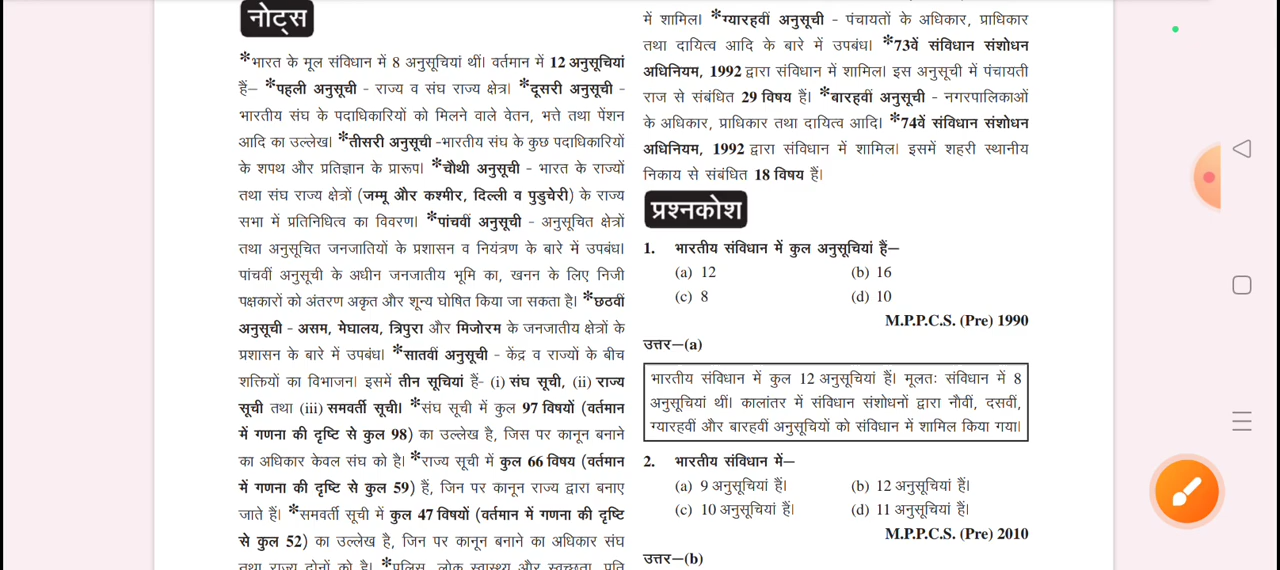 नोट्स
*भारत के मूल संविधान में 8 अनुसूचियां थीं। वर्तमान में 12 अनुसूचियां
हैं– *पहली अनुसूची - राज्य व संघ राज्य क्षेत्र। *दूसरी अनुसूची -
भारतीय संघ के पदाधिकारियों को मिलने वाले वेतन, भत्ते तथा पेंशन
आदि का उल्लेख। *तीसरी अनुसूची -भारतीय संघ के कुछ पदाधिकारियों
के शपथ और प्रतिज्ञान के प्रारूप। *चौथी अनुसूची - भारत के राज्यों
तथा संघ राज्य क्षेत्रों (जम्मू और कश्मीर, दिल्ली व पुडुचेरी) के राज्य
सभा में प्रतिनिधित्व का विवरण। *पांचवीं अनुसूची - अनुसूचित क्षेत्रों
तथा अनुसूचित जनजातियों के प्रशासन व नियंत्रण के बारे में उपबंध।
पांचवीं अनुसूची के अधीन जनजातीय भूमि का, खनन के लिए निजी
पक्षकारों को अंतरण अकृत और शून्य घोषित किया जा सकता है। *छठवीं
अनुसूची - असम, मेघालय, त्रिपुरा और मिजोरम के जनजातीय क्षेत्रों के
प्रशासन के बारे में उपबंध। *सातवीं अनुसूची - केंद्र व राज्यों के बीच
शक्तियों का विभाजन। इसमें तीन सूचियां हैं- (i) संघ सूची, (ii) राज्य
सूची तथा (iii) समवर्ती सूची। *संघ सूची में कुल 97 विषयों (वर्तमान
में गणना की दृष्टि से कुल 98) का उल्लेख है, जिस पर कानून बनाने
का अधिकार केवल संघ को है। *राज्य सूची में कुल 66 विषय (वर्तमान
में गणना की दृष्टि से कुल 59) हैं, जिन पर कानून राज्य द्वारा बनाए
जाते हैं। *समवर्ती सूची में कुल 47 विषयों (वर्तमान में गणना की दृष्टि
से कुल 52) का उल्लेख है, जिन पर कानून बनाने का अधिकार संघ
तथा राज्य दोनों को है। *पुलिस, लोक स्वास्थ्य और स्वच्छता, प्रति
में शामिल। *ग्यारहवीं अनुसूची - पंचायतों के अधिकार, प्राधिकार
तथा दायित्व आदि के बारे में उपबंध। *73वें संविधान संशोधन
अधिनियम, 1992 द्वारा संविधान में शामिल। इस अनुसूची में पंचायती
राज से संबंधित 29 विषय हैं। *बारहवीं अनुसूची - नगरपालिकाओं
के अधिकार, प्राधिकार तथा दायित्व आदि। *74वें संविधान संशोधन
अधिनियम, 1992 द्वारा संविधान में शामिल। इसमें शहरी स्थानीय
निकाय से संबंधित 18 विषय हैं।
प्रश्नकोश
1. भारतीय संविधान में कुल अनुसूचियां हैं–
(a) 12 (b) 16
(c) 8 (d) 10
M.P.P.C.S. (Pre) 1990
उत्तर–(a)
भारतीय संविधान में कुल 12 अनुसूचियां हैं। मूलतः संविधान में 8
अनुसूचियां थीं। कालांतर में संविधान संशोधनों द्वारा नौवीं, दसवीं,
ग्यारहवीं और बारहवीं अनुसूचियों को संविधान में शामिल किया गया।
2. भारतीय संविधान में–
(a) 9 अनुसूचियां हैं। (b) 12 अनुसूचियां हैं।
(c) 10 अनुसूचियां हैं। (d) 11 अनुसूचियां हैं।
M.P.P.C.S. (Pre) 2010
उत्तर–(b)